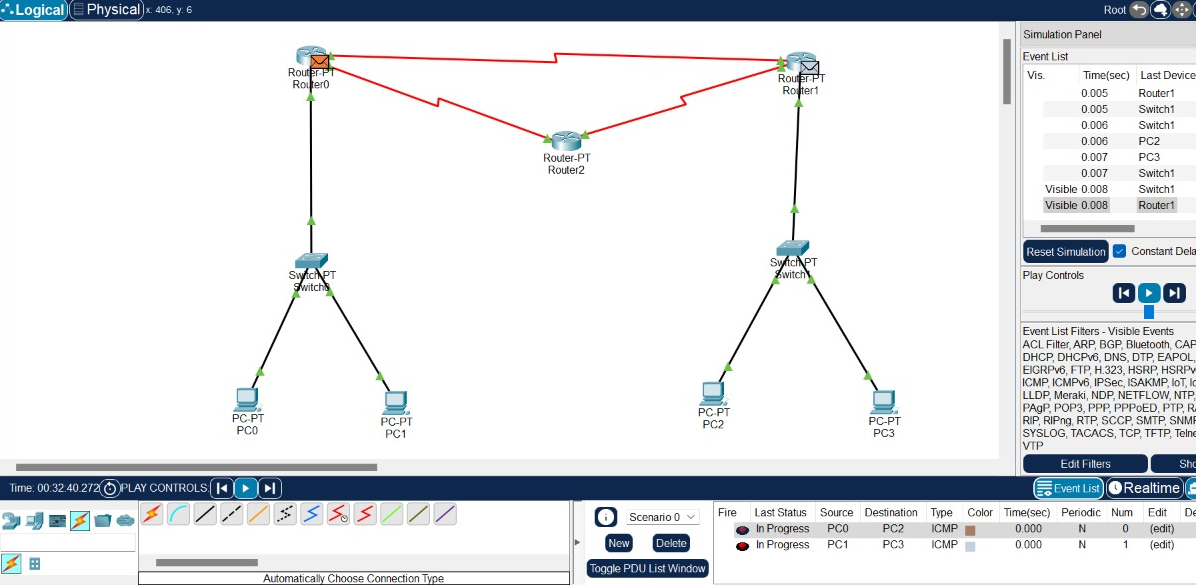 Logical Physical x: 406, y: 6 Root
Router-PT
Router0
Router-PT
Router1
Router-PT
Router2
Switch-PT
Switch0
Switch-PT
Switch1
PC-PT
PC0
PC-PT
PC1
PC-PT
PC2
PC-PT
PC3
Simulation Panel
Event List
Vis. Time(sec) Last Device
0.005 Router1
0.005 Switch1
0.006 Switch1
0.006 PC2
0.007 PC3
0.007 Switch1
Visible 0.008 Switch1
Visible 0.008 Router1
Reset Simulation Constant Dela
Play Controls
Event List Filters - Visible Events
ACL Filter, ARP, BGP, Bluetooth, CAP
DHCP, DHCPv6, DNS, DTP, EAPOL,
EIGRPv6, FTP, H.323, HSRP, HSRPv
ICMP, ICMPv6, IPSec, ISAKMP, IoT, Io
LLDP, Meraki, NDP, NETFLOW, NTP,
PAgP, POP3, PPP, PPPoED, PTP, R
RIP, RIPng, RTP, SCCP, SMTP, SNM
SYSLOG, TACACS, TCP, TFTP, Telne
VTP
Edit Filters Sho
Time: 00:32:40.272 PLAY CONTROLS:
Event List Realtime
Automatically Choose Connection Type
Scenario 0
New Delete
Toggle PDU List Window
Fire Last Status Source Destination Type Color Time(sec) Periodic Num Edit De
In Progress PC0 PC2 ICMP 0.000 N 0 (edit)
In Progress PC1 PC3 ICMP 0.000 N 1 (edit)